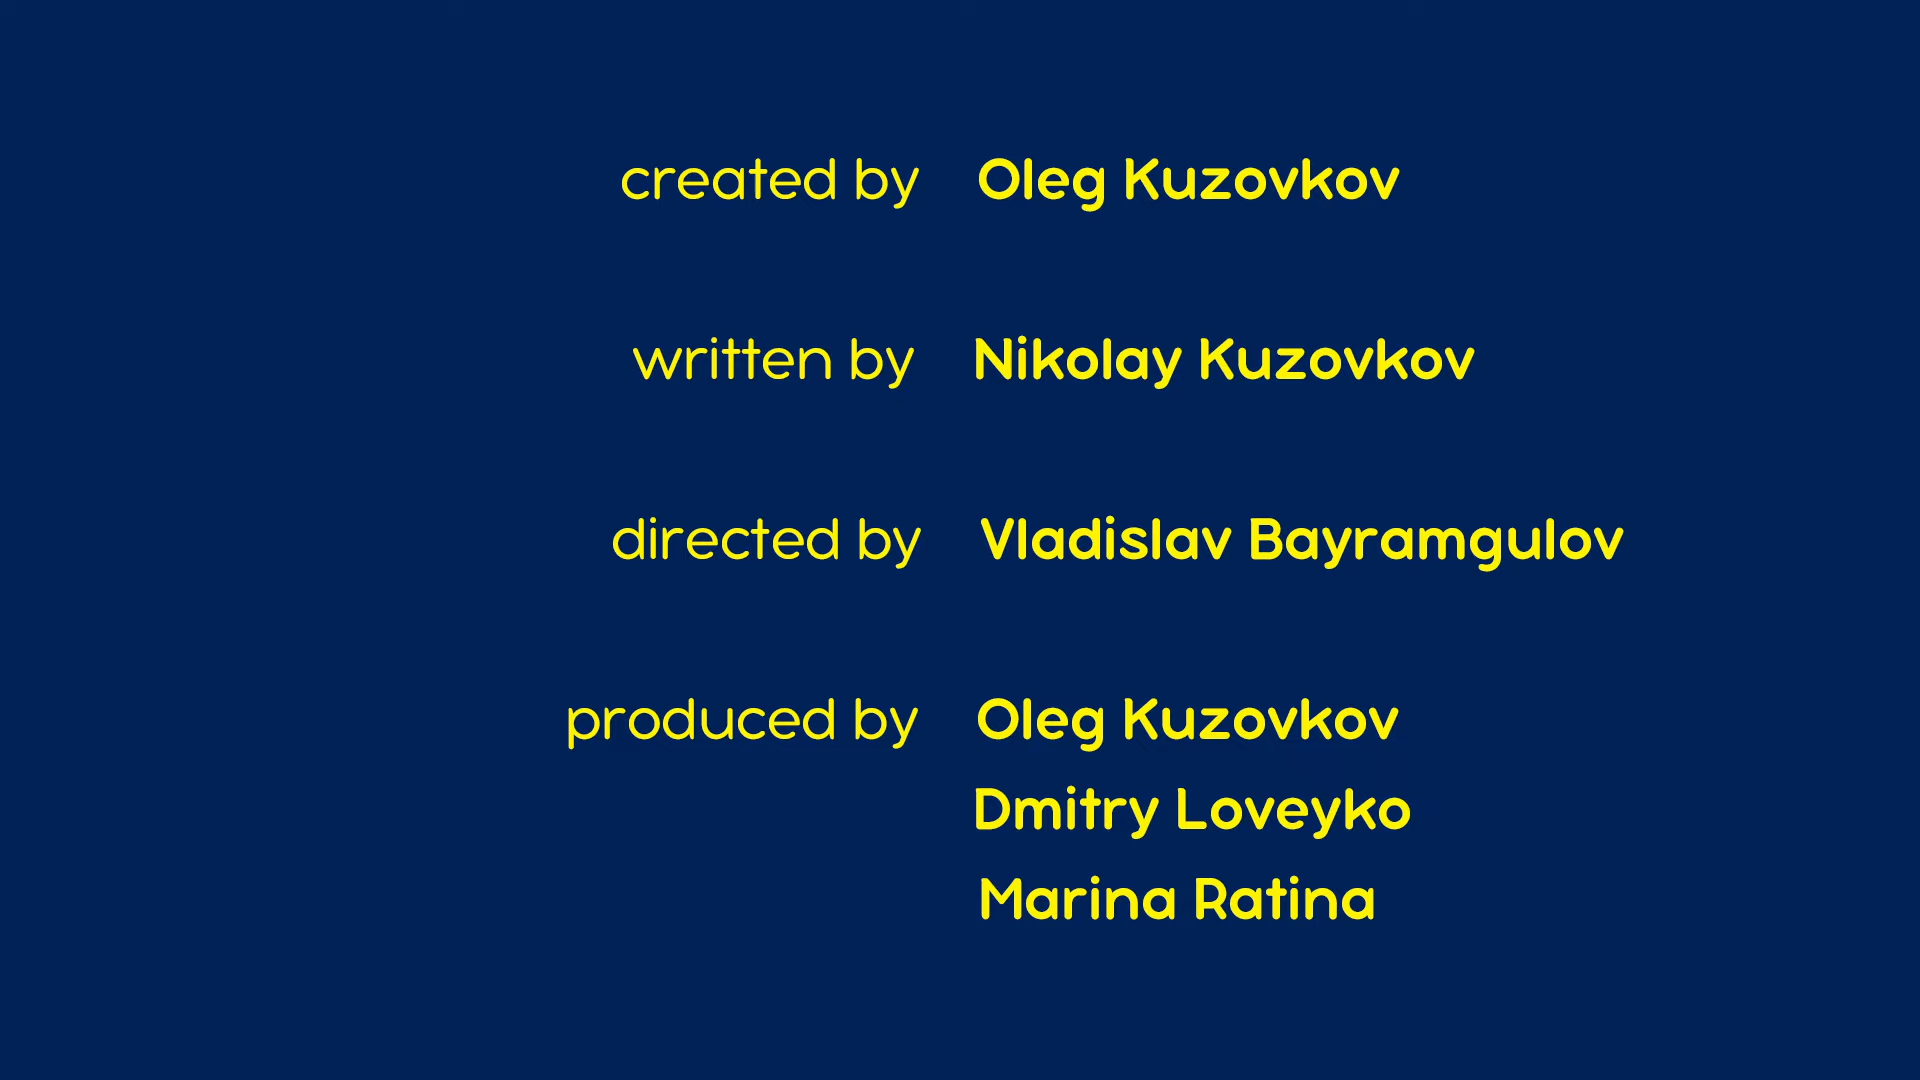 created by Oleg Kuzovkov
written by Nikolay Kuzovkov
directed by Vladislav Bayramgulov
produced by Oleg Kuzovkov
Dmitry Loveyko
Marina Ratina